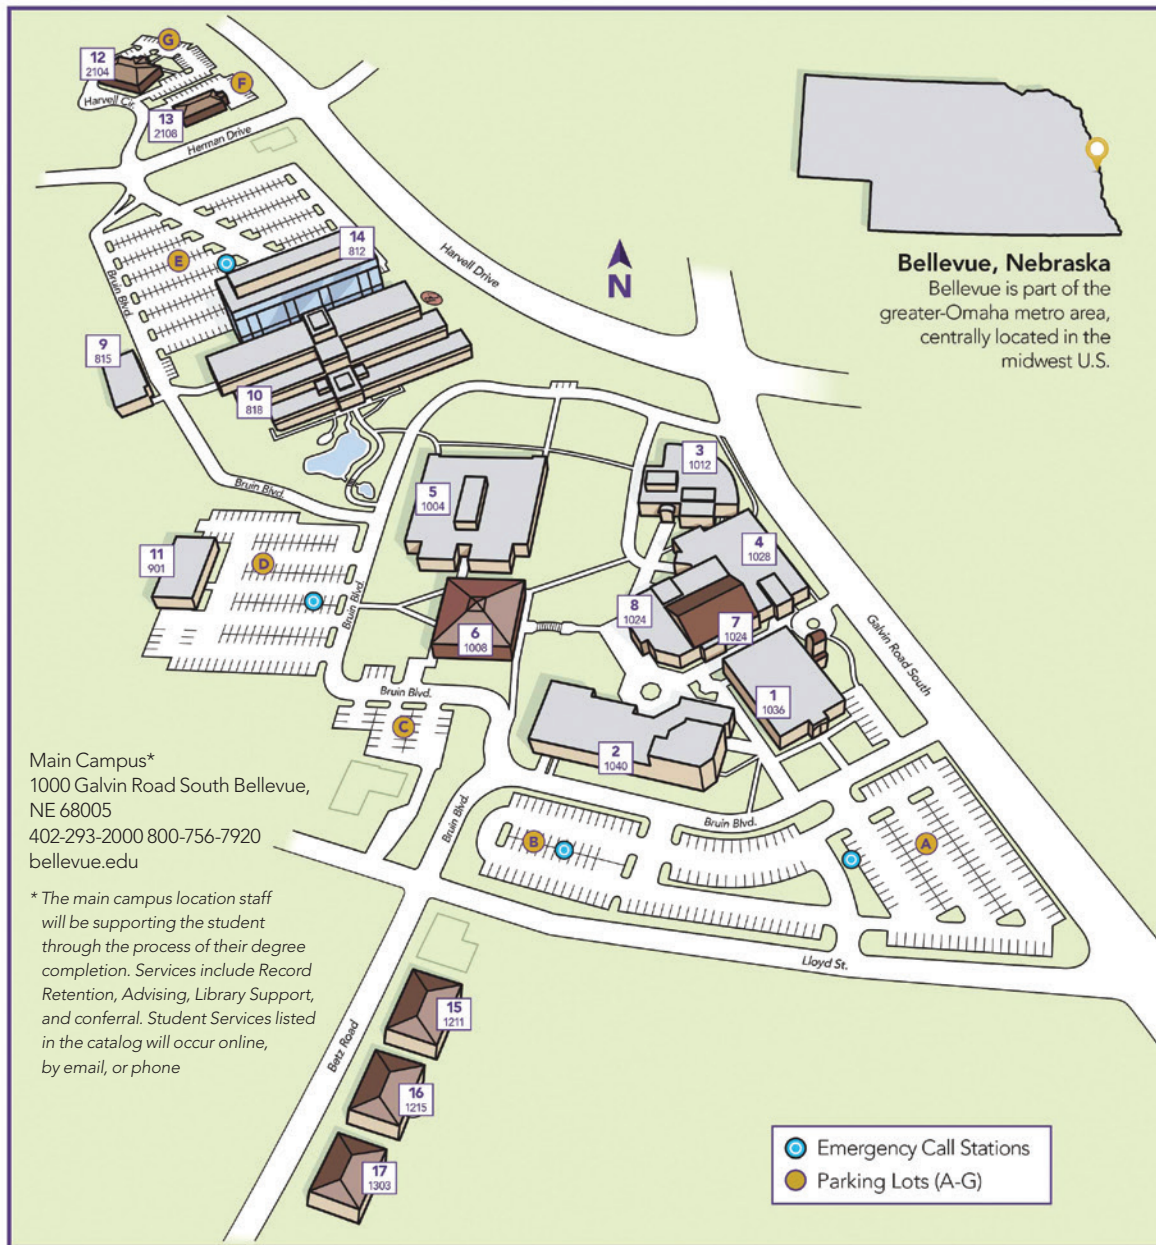 G
12
2104
F
Harvell Cir.
13
2108
Herman Drive
14
812
E
Harvell Drive
N
Bellevue, Nebraska
Bellevue is part of the
greater-Omaha metro area,
centrally located in the
midwest U.S.
Bruin Blvd.
9
815
10
818
3
1012
Bruin Blvd.
5
1004
4
1028
11
901
D
Bruin Blvd.
8
1024
7
1024
6
1008
Galvin Road South
Bruin Blvd.
1
1036
C
2
1040
Main Campus*
1000 Galvin Road South Bellevue,
NE 68005
402-293-2000 800-756-7920
bellevue.edu
Bruin Blvd.
Bruin Blvd.
B
A
* The main campus location staff
will be supporting the student
through the process of their degree
completion. Services include Record
Retention, Advising, Library Support,
and conferral. Student Services listed
in the catalog will occur online,
by email, or phone
Lloyd St.
15
1211
Betz Road
16
1215
17
1303
Emergency Call Stations
Parking Lots (A-G)